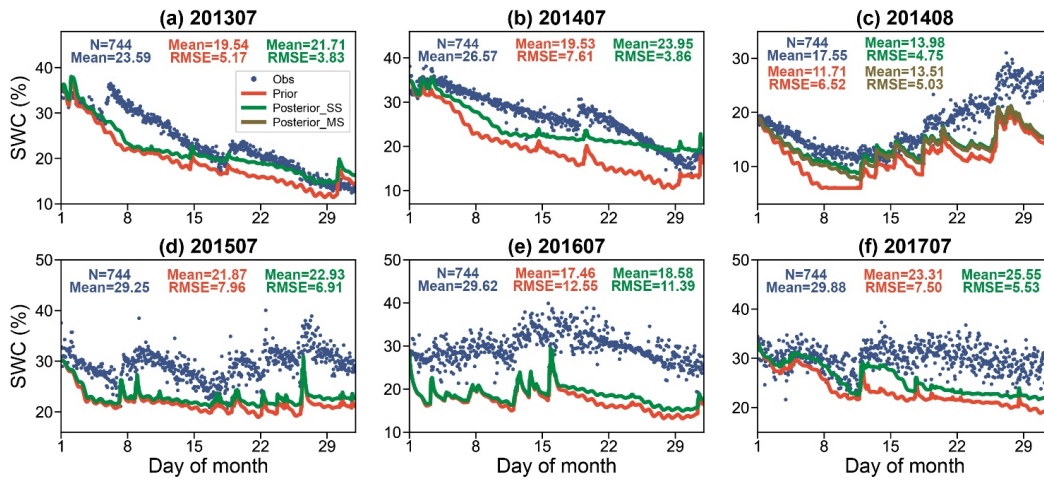 (a) 201307
N=744 Mean=19.54 Mean=21.71
Mean=23.59 RMSE=5.17 RMSE=3.83
Obs
Prior
Posterior_SS
Posterior_MS
SWC (%)
40
30
20
10
1 8 15 22 29
(b) 201407
N=744 Mean=19.53 Mean=23.95
Mean=26.57 RMSE=7.61 RMSE=3.86
40
30
20
10
1 8 15 22 29
(c) 201408
N=744 Mean=13.98
Mean=17.55 RMSE=4.75
Mean=11.71 Mean=13.51
RMSE=6.52 RMSE=5.03
30
20
10
1 8 15 22 29
(d) 201507
N=744 Mean=21.87 Mean=22.93
Mean=29.25 RMSE=7.96 RMSE=6.91
SWC (%)
50
40
30
20
1 8 15 22 29
Day of month
(e) 201607
N=744 Mean=17.46 Mean=18.58
Mean=29.62 RMSE=12.55 RMSE=11.39
50
40
30
20
10
1 8 15 22 29
Day of month
(f) 201707
N=744 Mean=23.31 Mean=25.55
Mean=29.88 RMSE=7.50 RMSE=5.53
50
40
30
20
1 8 15 22 29
Day of month